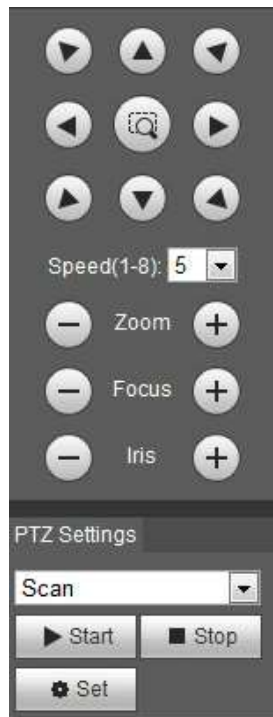 Speed(1-8): 5
Zoom
Focus
Iris
PTZ Settings
Scan
Start Stop
Set